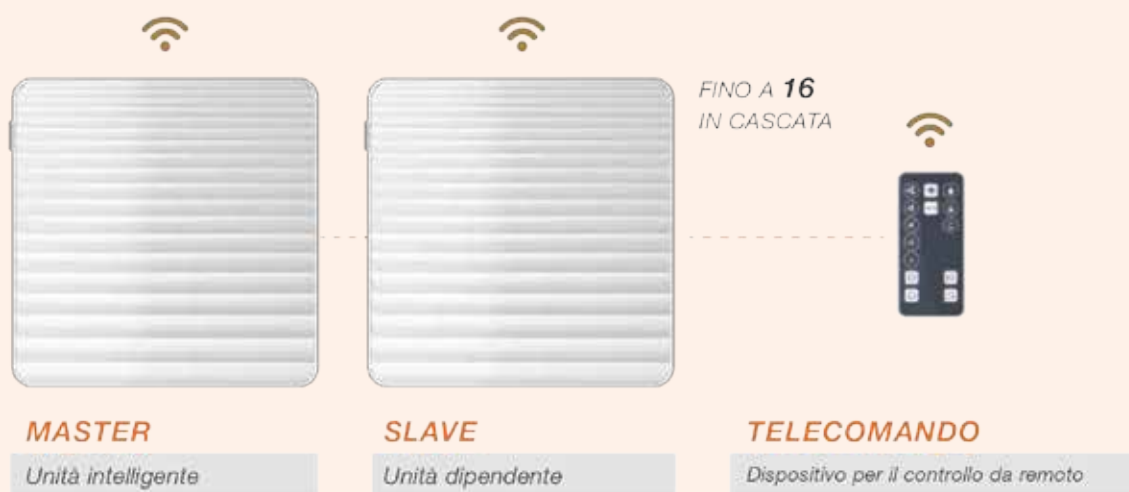 FINO A 16
IN CASCATA
MASTER
Unità intelligente
SLAVE
Unità dipendente
TELECOMANDO
Dispositivo per il controllo da remoto